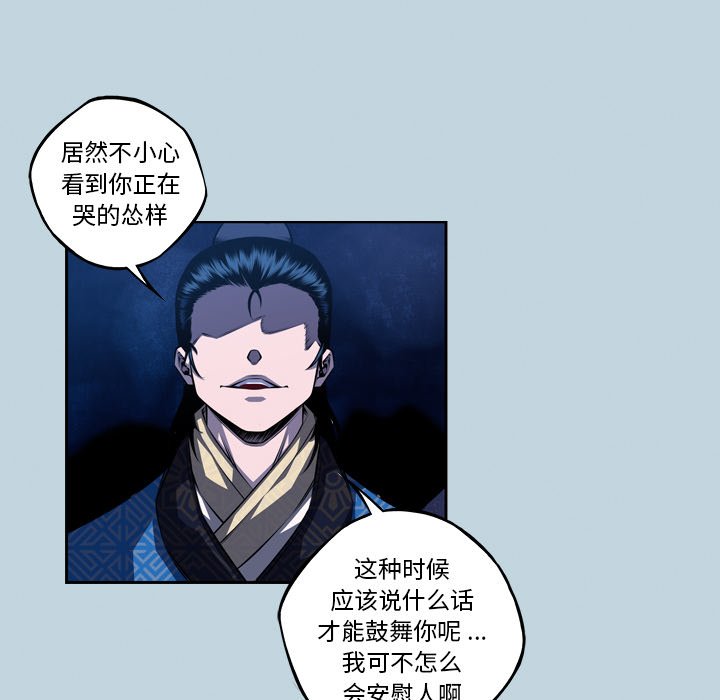 居然不小心
看到你正在
哭的怂样
这种时候
应该说什么话
才能鼓舞你呢 ...
我可不怎么
会安慰人啊